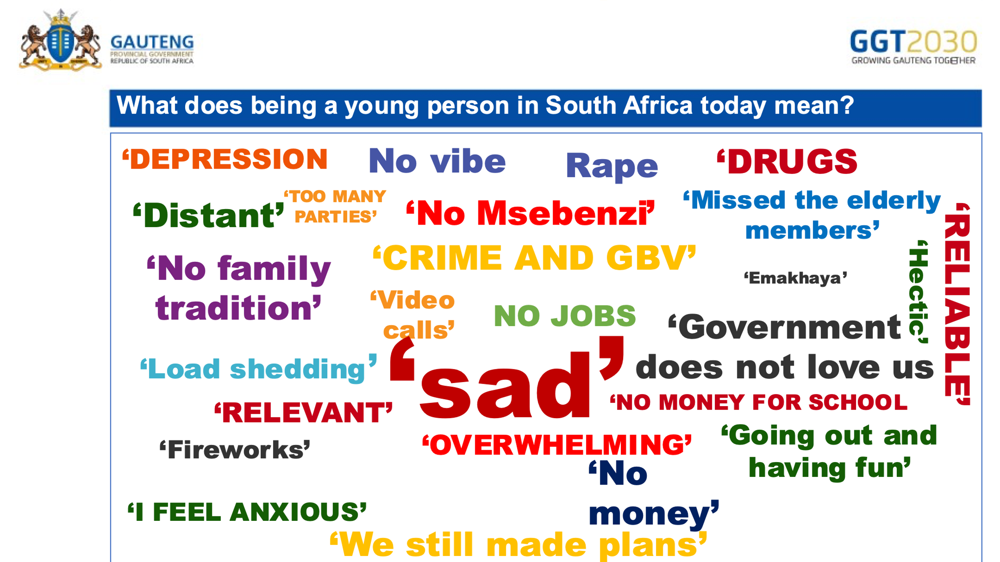 GAUTENG
PROVINCIAL GOVERNMENT
REPUBLIC OF SOUTH AFRICA
GGT2030
GROWING GAUTENG TOGETHER
What does being a young person in South Africa today mean?
‘DEPRESSION
No vibe
Rape
‘DRUGS
‘Distant’
‘TOO MANY
PARTIES’
‘No Msebenzi’
‘Missed the elderly
members’
‘RELIABLE’
‘Hectic’
‘No family
tradition’
‘CRIME AND GBV’
‘Emakhaya’
‘Video
calls’
NO JOBS
‘Government
does not love us
‘Load shedding’
‘sad’
‘NO MONEY FOR SCHOOL
‘RELEVANT’
‘Fireworks’
‘OVERWHELMING’
‘Going out and
having fun’
‘No
money’
‘I FEEL ANXIOUS’
‘We still made plans’